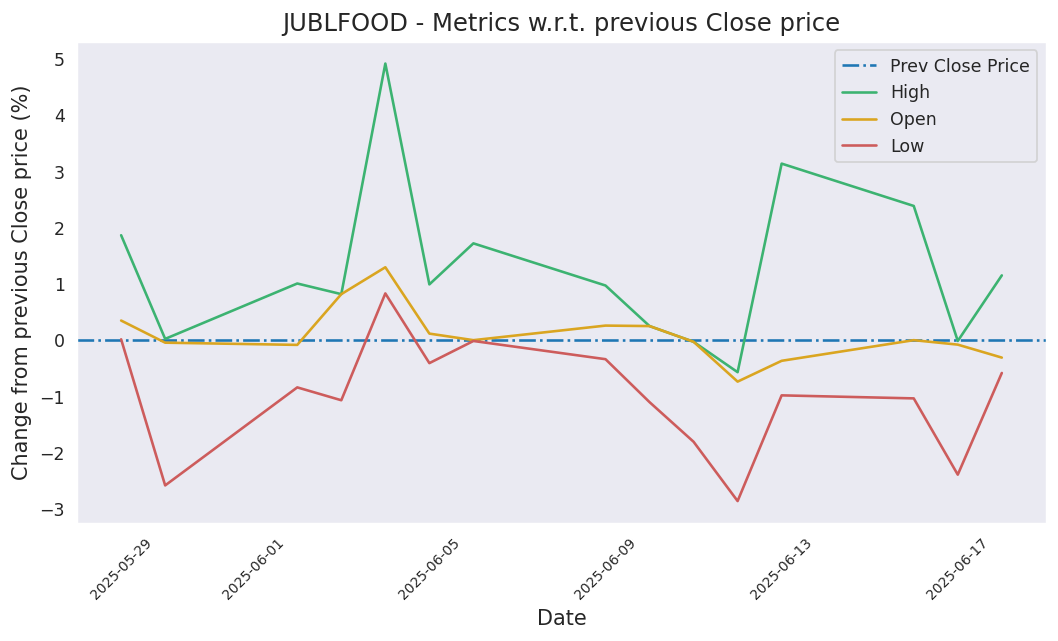 JUBLFOOD - Metrics w.r.t. previous Close price
Change from previous Close price (%)
5
4
3
2
1
0
−1
−2
−3
Prev Close Price
High
Open
Low
2025-05-29
2025-06-01
2025-06-05
2025-06-09
2025-06-13
2025-06-17
Date